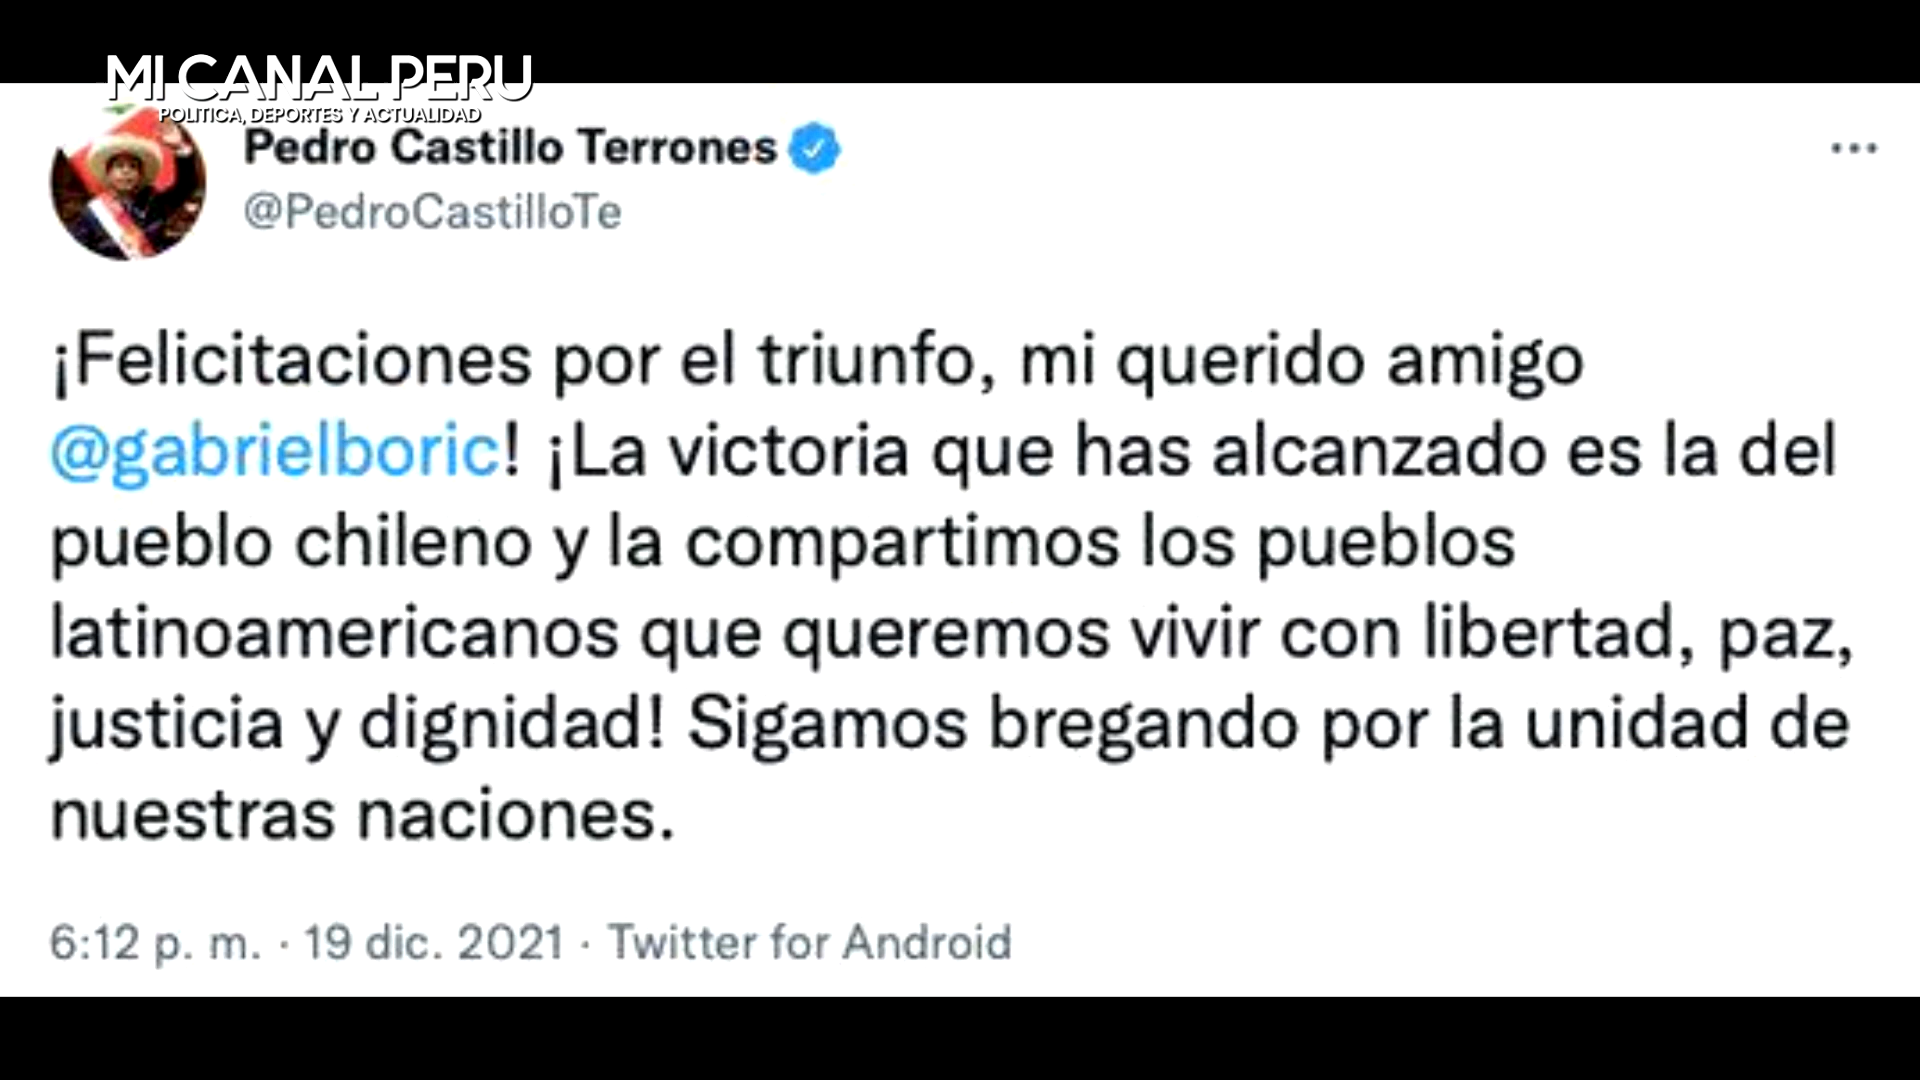 MI CANAL PERU
POLITICA, DEPORTES Y ACTUALIDAD
Pedro Castillo Terrones
@PedroCastilloTe
¡Felicitaciones por el triunfo, mi querido amigo
@gabrielboric! ¡La victoria que has alcanzado es la del
pueblo chileno y la compartimos los pueblos
latinoamericanos que queremos vivir con libertad, paz,
justicia y dignidad! Sigamos bregando por la unidad de
nuestras naciones.
6:12 p. m. · 19 dic. 2021 · Twitter for Android